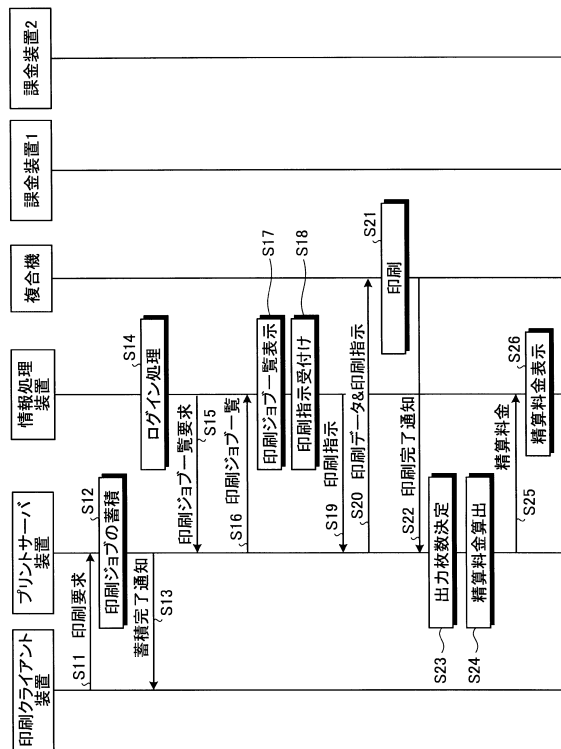 印刷クライアント
装置
プリントサーバ
装置
情報処理
装置
複合機
課金装置1
課金装置2
S11 印刷要求
S12
印刷ジョブの蓄積
蓄積完了通知
S13
S14
ログイン処理
印刷ジョブ一覧要求
S15
印刷ジョブ一覧
S16
S17
印刷ジョブ一覧表示
S18
印刷指示受付け
S19 印刷指示
S20 印刷データ&印刷指示
S21
印刷
S22 印刷完了通知
出力枚数決定
S23
精算料金算出
S24
精算料金
S25
S26
精算料金表示